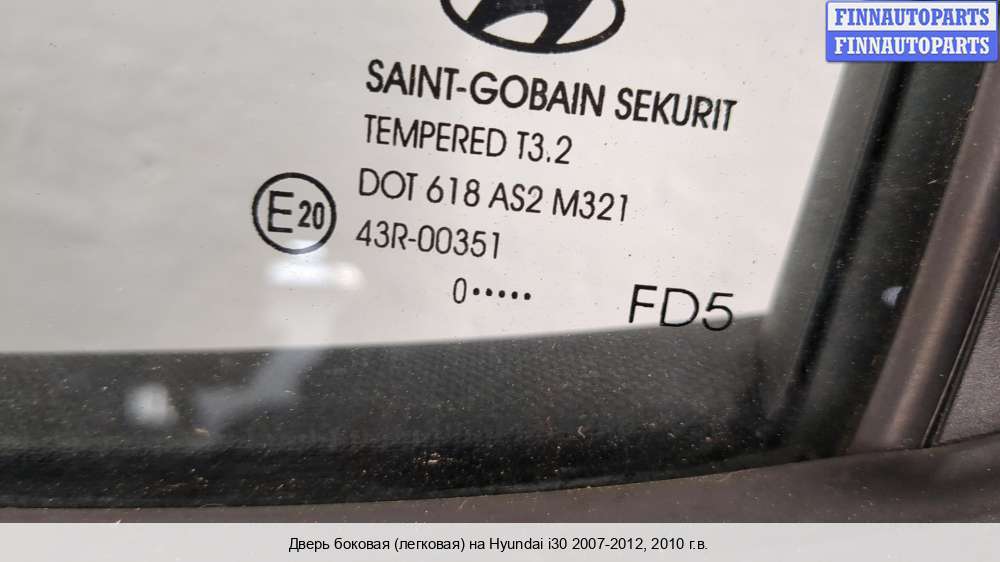 FINNAUTOPARTS
FINNAUTOPARTS
SAINT-GOBAIN SEKURIT
TEMPERED T3.2
DOT 618 AS2 M321
E20
43R-00351
0•••••
FD5
Дверь боковая (легковая) на Hyundai i30 2007-2012, 2010 г.в.